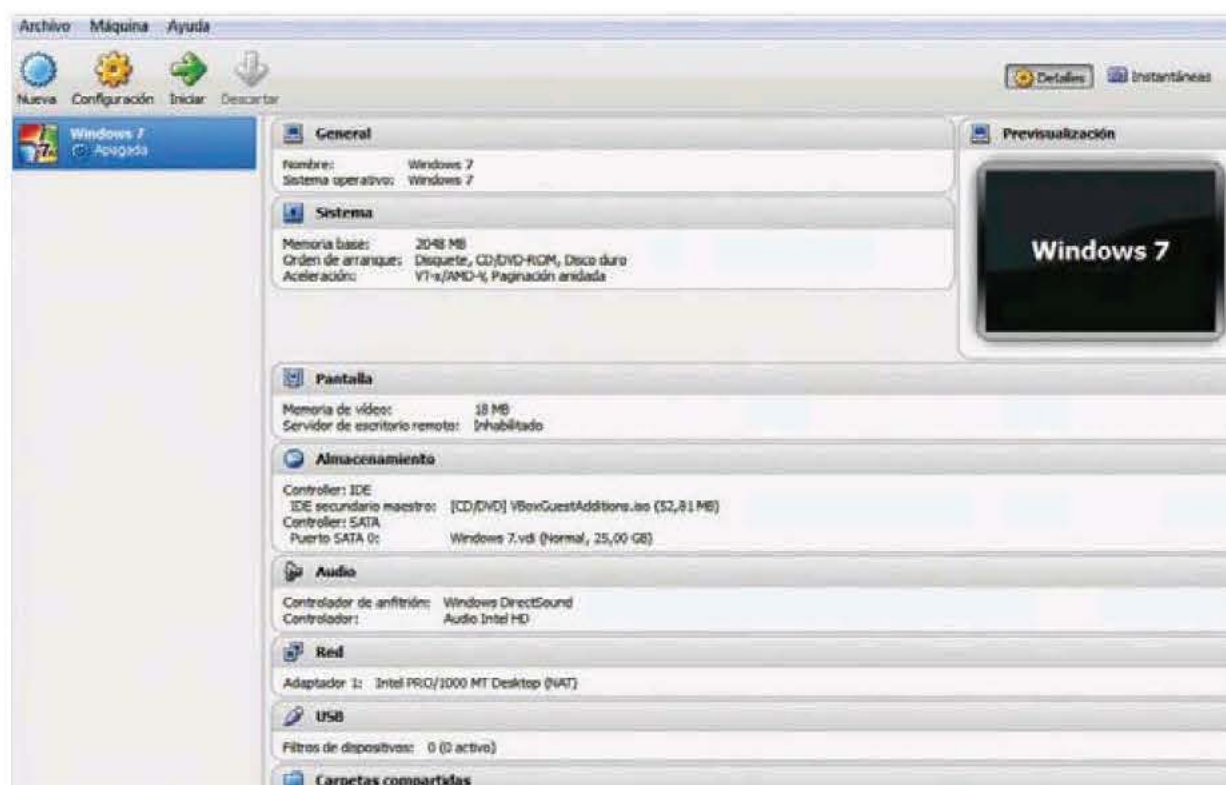 Archivo Máquina Ayuda
Nueva Configuración Iniciar Descartar
Detalles Instantáneas
Windows 7
Apagada
General
Nombre: Windows 7
Sistema operativo: Windows 7
Previsualización
Windows 7
Sistema
Memoria base: 2048 MB
Orden de arranque: Disquete, CD/DVD-ROM, Disco duro
Aceleración: VT-x/AMD-V, Paginación anidada
Pantalla
Memoria de vídeo: 18 MB
Servidor de escritorio remoto: Inhabilitado
Almacenamiento
Controller: IDE
IDE secundario maestro: [CD/DVD] VBoxGuestAdditions.iso (52,81 MB)
Controller: SATA
Puerto SATA 0: Windows 7.vdi (Normal, 25,00 GB)
Audio
Controlador de anfitrión: Windows DirectSound
Controlador: Audio Intel HD
Red
Adaptador 1: Intel PRO/1000 MT Desktop (NAT)
USB
Filtros de dispositivos: 0 (0 activo)
Carpetas compartidas